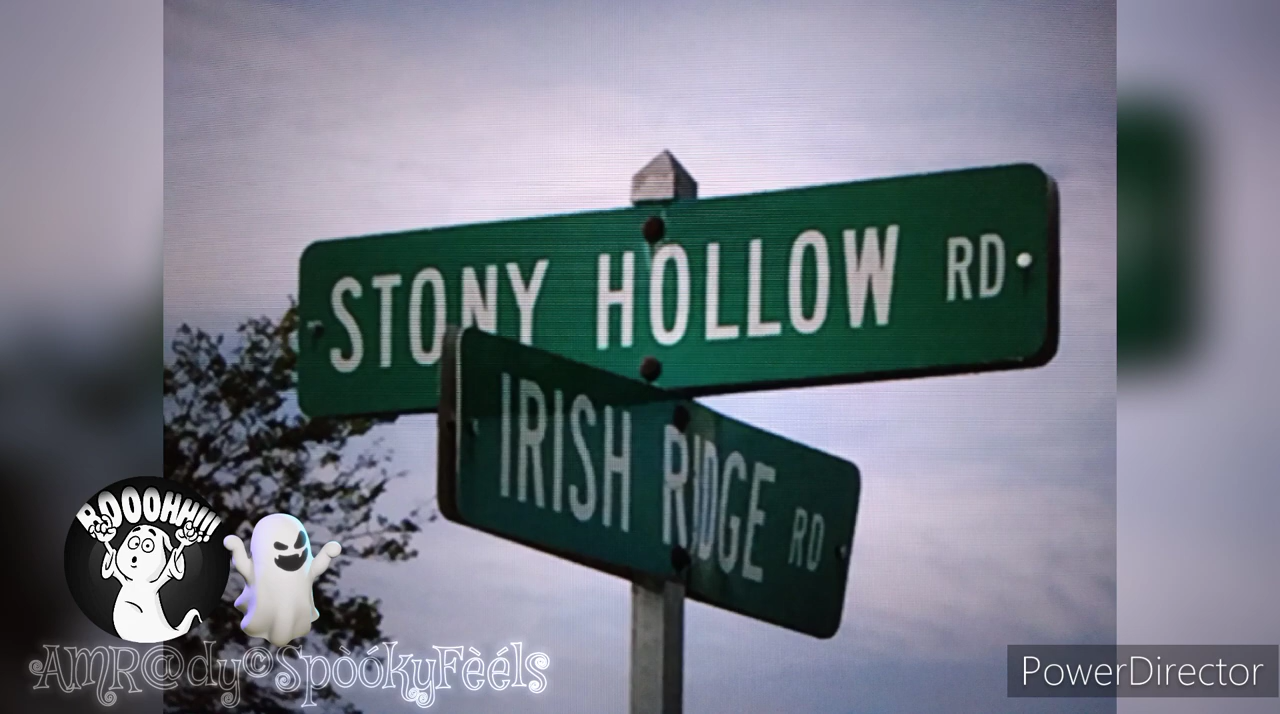 STONY HOLLOW RD
IRISH RIDGE RD
BOOOHH!!!
AMR@dy©SpòókyFèéls
PowerDirector